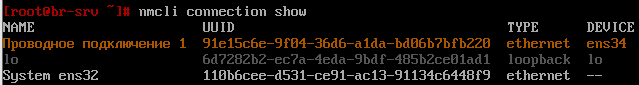 [root@br-srv ~]# nmcli connection show
NAME UUID TYPE DEVICE
Проводное подключение 1 91e15c6e-9f04-36d6-a1da-bd06b7bfb220 ethernet ens34
lo 6d7282b2-ec7a-4eda-9bdf-485b2ce01ad1 loopback lo
System ens32 110b6cee-d531-ce91-ac13-91134c6448f9 ethernet --